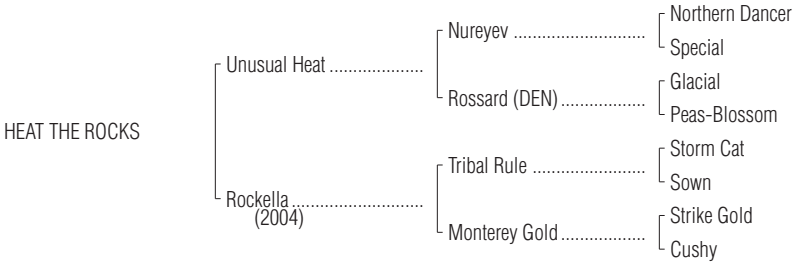 Northern Dancer
Nureyev ..........................
Special
Unusual Heat ....................
Glacial
Rossard (DEN) .................
Peas-Blossom
HEAT THE ROCKS
Storm Cat
Tribal Rule ......................
Sown
Rockella ............................
(2004)
Strike Gold
Monterey Gold .................
Cushy